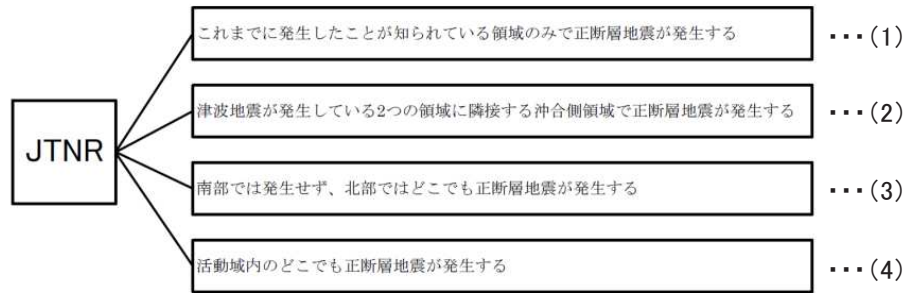 これまでに発生したことが知られている領域のみで正断層地震が発生する ・・・(1)
津波地震が発生している2つの領域に隣接する沖合側領域で正断層地震が発生する ・・・(2)
JTNR
南部では発生せず、北部ではどこでも正断層地震が発生する ・・・(3)
活動域内のどこでも正断層地震が発生する ・・・(4)